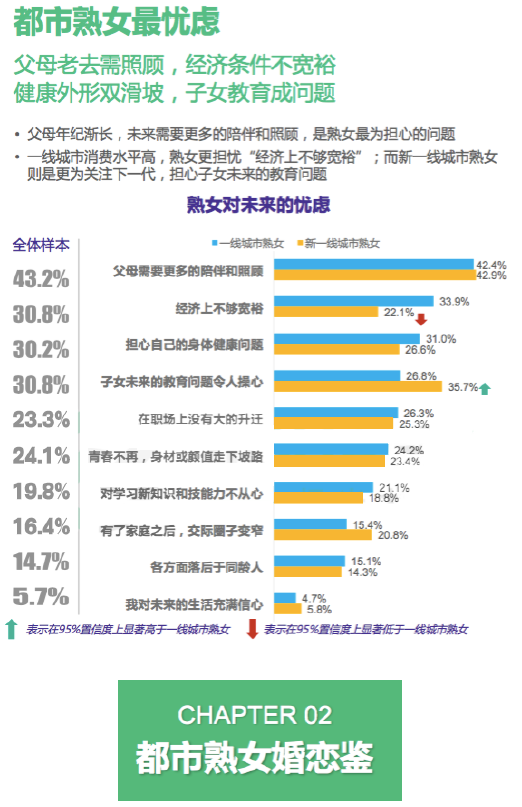 都市熟女最忧虑
父母老去需照顾，经济条件不宽裕
健康外形双滑坡，子女教育成问题
• 父母年纪渐长，未来需要更多的陪伴和照顾，是熟女最为担心的问题
• 一线城市消费水平高，熟女更担忧“经济上不够宽裕”；而新一线城市熟女
则是更为关注下一代，担心子女未来的教育问题
熟女对未来的忧虑
全体样本
一线城市熟女 新一线城市熟女
43.2% 父母需要更多的陪伴和照顾 42.4%
42.9%
30.8% 经济上不够宽裕 33.9%
22.1%
30.2% 担心自己的身体健康问题 31.0%
26.6%
30.8% 子女未来的教育问题令人操心 26.8%
35.7%
23.3% 在职场上没有大的升迁 26.3%
25.3%
24.1% 青春不再，身材或颜值走下坡路 24.2%
23.4%
19.8% 对学习新知识和技能力不从心 21.1%
18.8%
16.4% 有了家庭之后，交际圈子变窄 15.4%
20.8%
14.7% 各方面落后于同龄人 15.1%
14.3%
5.7% 我对未来的生活充满信心 4.7%
5.8%
表示在95%置信度上显著高于一线城市熟女 表示在95%置信度上显著低于一线城市熟女
CHAPTER 02
都市熟女婚恋鉴